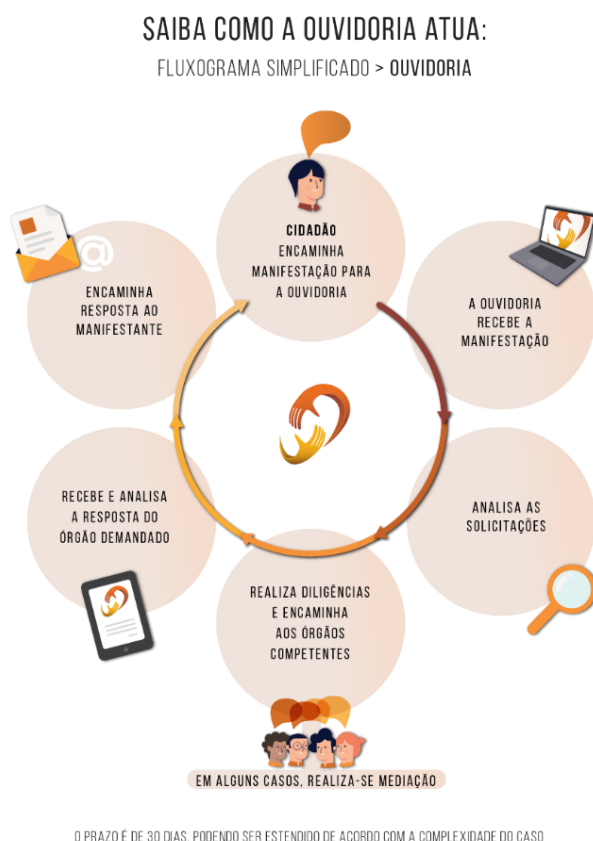 SAIBA COMO A OUVIDORIA ATUA:
FLUXOGRAMA SIMPLIFICADO > OUVIDORIA
CIDADÃO
ENCAMINHA
MANIFESTAÇÃO PARA
A OUVIDORIA
A OUVIDORIA
RECEBE A
MANIFESTAÇÃO
ANALISA AS
SOLICITAÇÕES
REALIZA DILIGÊNCIAS
E ENCAMINHA
AOS ÓRGÃOS
COMPETENTES
EM ALGUNS CASOS, REALIZA-SE MEDIAÇÃO
RECEBE E ANALISA
A RESPOSTA DO
ÓRGÃO DEMANDADO
ENCAMINHA
RESPOSTA AO
MANIFESTANTE
@
O PRAZO É DE 30 DIAS, PODENDO SER ESTENDIDO DE ACORDO COM A COMPLEXIDADE DO CASO